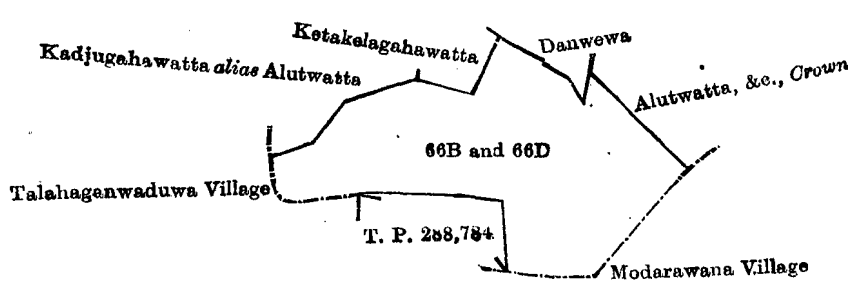 Ketakelagahawatta
Danwewa
Kadjugahawatta alias Alutwatta
Alutwatta, &c., Crown
66B and 66D
Talahaganwaduwa Village
T. P. 288,784
Modarawana Village